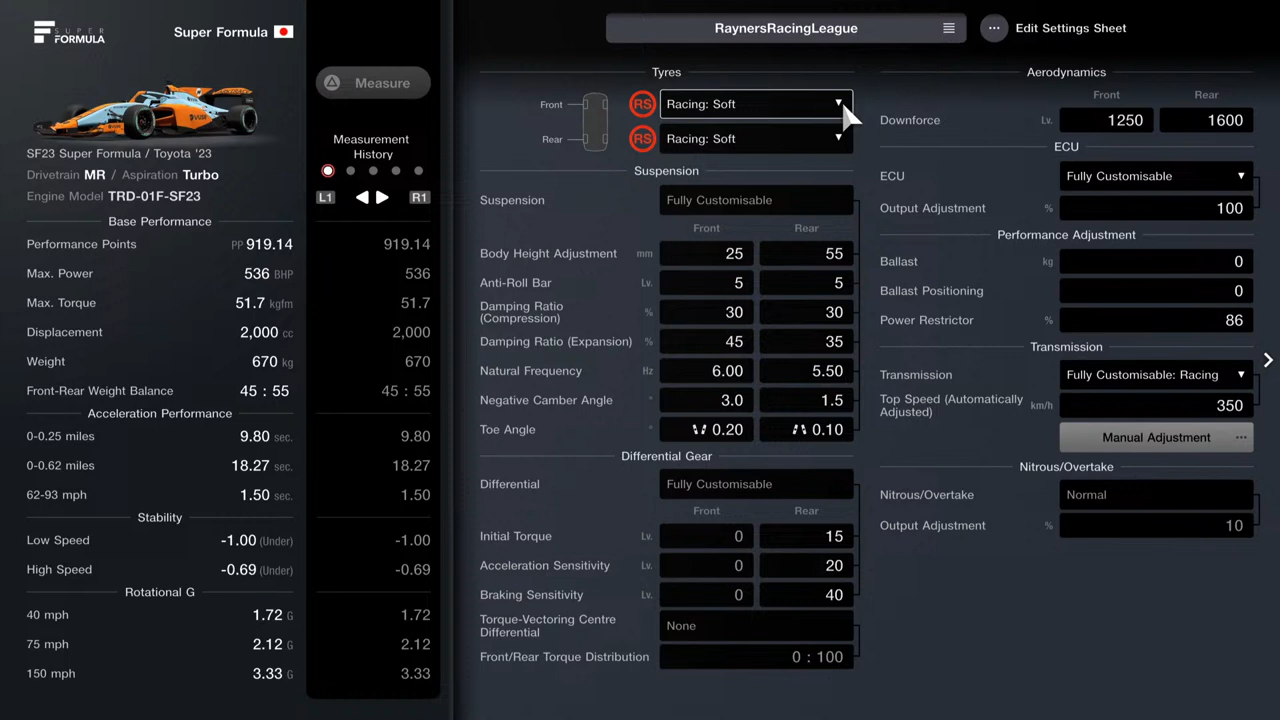 SUPER FORMULA
Super Formula
SF23 Super Formula / Toyota '23
Drivetrain MR / Aspiration Turbo
Engine Model TRD-01F-SF23
Base Performance
Performance Points PP 919.14
Max. Power 536 BHP
Max. Torque 51.7 kgfm
Displacement 2,000 cc
Weight 670 kg
Front-Rear Weight Balance 45 : 55
Acceleration Performance
0-0.25 miles 9.80 sec.
0-0.62 miles 18.27 sec.
62-93 mph 1.50 sec.
Stability
Low Speed -1.00 (Under)
High Speed -0.69 (Under)
Rotational G
40 mph 1.72 G
75 mph 2.12 G
150 mph 3.33 G
Measure
Measurement
History
L1 R1
919.14
536
51.7
2,000
670
45 : 55
9.80
18.27
1.50
-1.00
-0.69
1.72
2.12
3.33
RaynersRacingLeague
Edit Settings Sheet
Tyres
Front RS Racing: Soft
Rear RS Racing: Soft
Suspension
Suspension Fully Customisable
Front Rear
Body Height Adjustment mm 25 55
Anti-Roll Bar Lv. 5 5
Damping Ratio
(Compression) % 30 30
Damping Ratio (Expansion) % 45 35
Natural Frequency Hz 6.00 5.50
Negative Camber Angle ° 3.0 1.5
Toe Angle ° 0.20 0.10
Differential Gear
Differential Fully Customisable
Front Rear
Initial Torque Lv. 0 15
Acceleration Sensitivity Lv. 0 20
Braking Sensitivity Lv. 0 40
Torque-Vectoring Centre
Differential None
Front/Rear Torque Distribution 0 : 100
Aerodynamics
Front Rear
Downforce Lv. 1250 1600
ECU
ECU Fully Customisable
Output Adjustment % 100
Performance Adjustment
Ballast kg 0
Ballast Positioning 0
Power Restrictor % 86
Transmission
Transmission Fully Customisable: Racing
Top Speed (Automatically
Adjusted) km/h 350
Manual Adjustment ...
Nitrous/Overtake
Nitrous/Overtake Normal
Output Adjustment % 10